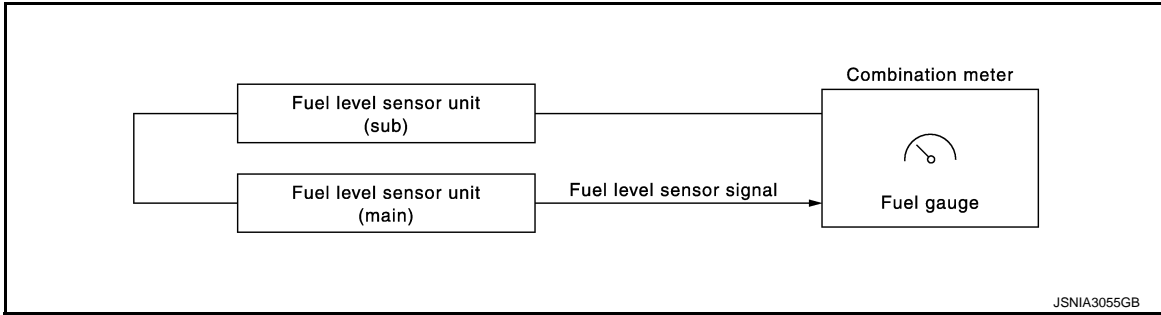 Combination meter
Fuel level sensor unit
(sub)
Fuel level sensor unit
(main)
Fuel level sensor signal
Fuel gauge
JSNIA3055GB